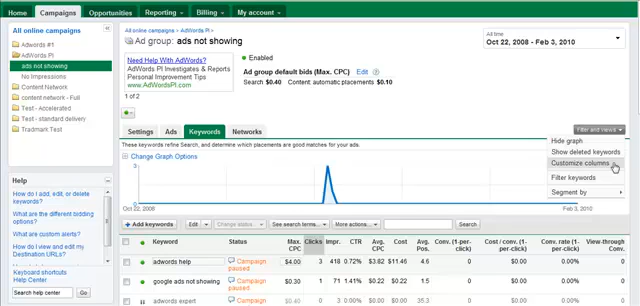 Home Campaigns Opportunities Reporting Billing My account
All online campaigns
Adwords #1
AdWords PI
ads not showing
No Impressions
Content Network
content network - Full
Test - Accelerated
Test - standard delivery
Tradmark Test
Help
How do I add, edit, or delete
keywords?
What are the different bidding
options?
What are custom alerts?
How do I view and edit my
Destination URLs?
Keyboard shortcuts
Help Center
Search help center Go
All online campaigns > AdWords PI >
Ad group: ads not showing
All time
Oct 22, 2008 - Feb 3, 2010
Need Help With AdWords?
AdWords PI Investigates & Reports
Personal Improvement Tips
www.AdWordsPI.com
1 of 2
Enabled
Ad group default bids (Max. CPC) Edit
Search $0.40 Content: automatic placements $0.10
Settings Ads Keywords Networks
Filter and views
Hide graph
Show deleted keywords
Customize columns
Filter keywords
Segment by
These keywords refine Search, and determine which placements are good matches for your ads.
Change Graph Options
3
0
Oct 22, 2008 Feb 3, 2010
Add keywords Edit Change status... See search terms... More actions... Search
Keyword Status Max. CPC Clicks Impr. CTR Avg. CPC Cost Avg. Pos. Conv. (1-per-click) Cost / conv. (1-per-click) Conv. rate (1-per-click) View-through Conv.
adwords help Campaign paused $4.00 3 418 0.72% $3.82 $11.46 4.6 0 $0.00 0.00% 0
google ads not showing Campaign paused $0.30 1 71 1.41% $0.22 $0.22 1.5 0 $0.00 0.00% 0
adwords expert Campaign $0.40 0 3 0.00% $0.00 $0.00 35.3 0 $0.00 0.00% 0